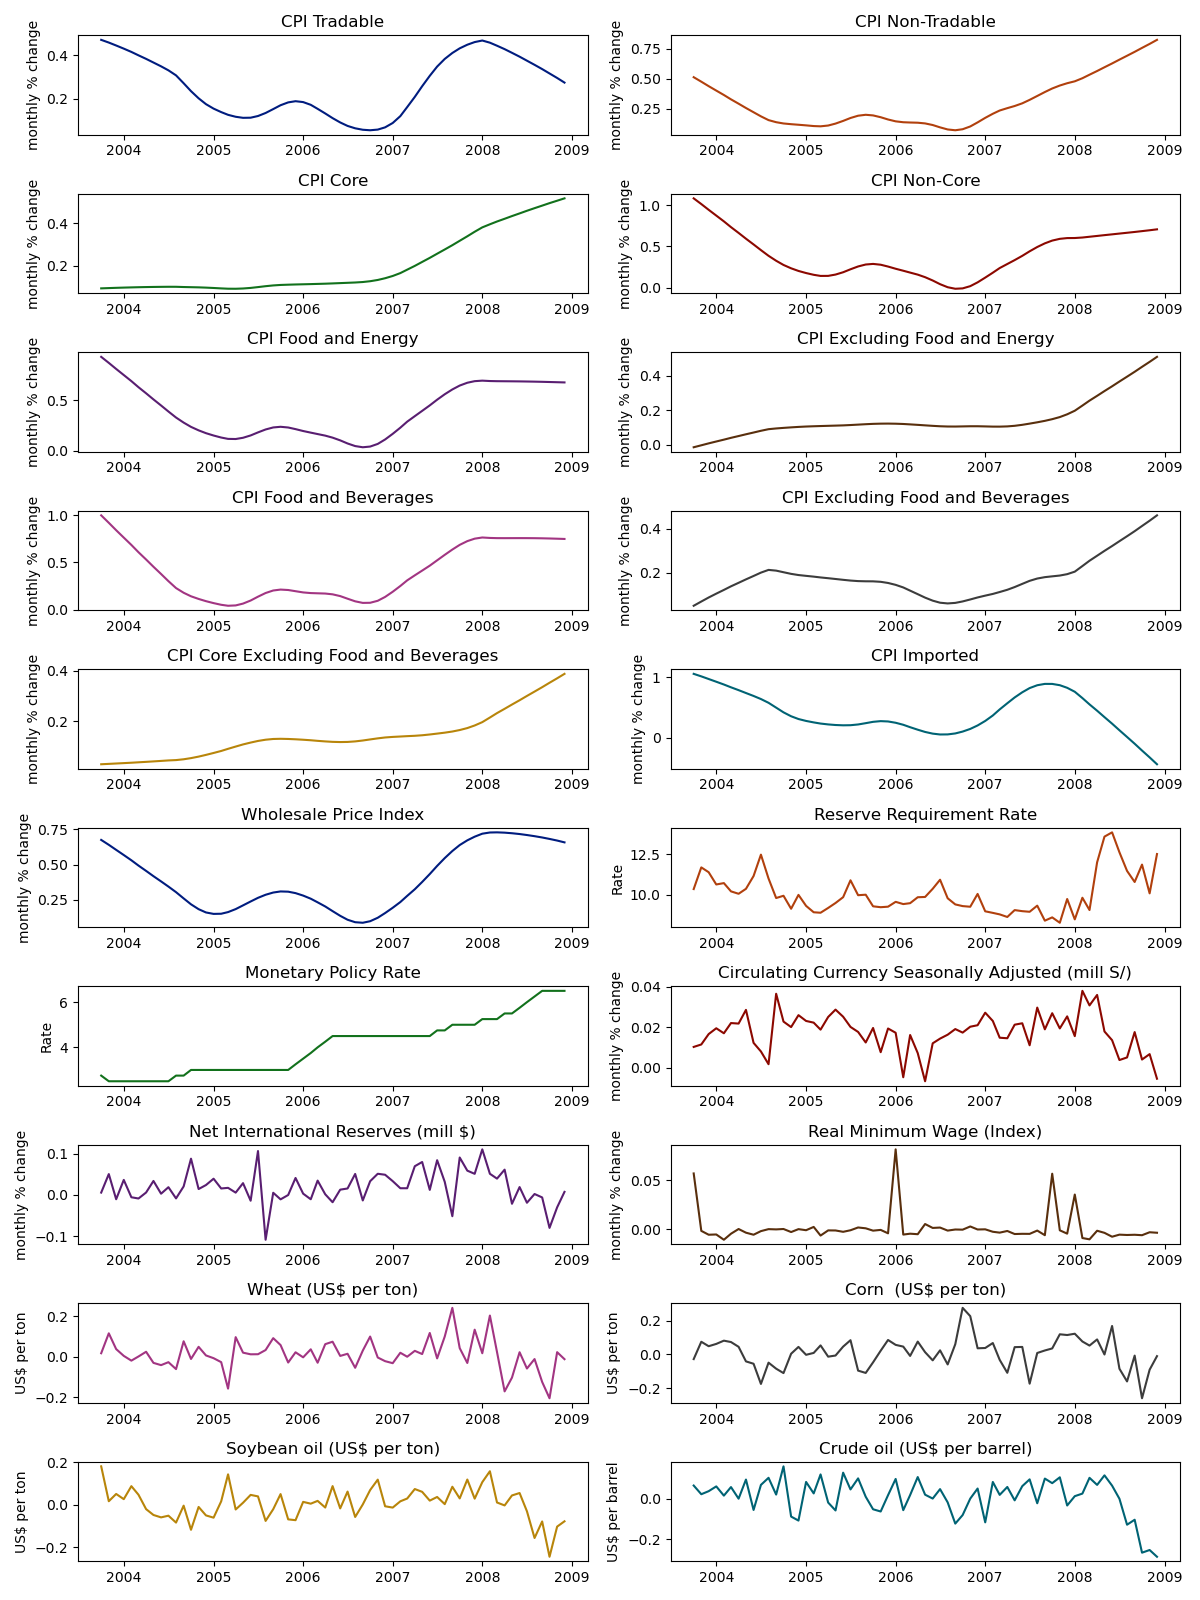 CPI Tradable
monthly % change
0.4
0.2
2004 2005 2006 2007 2008 2009
CPI Non-Tradable
monthly % change
0.75
0.50
0.25
2004 2005 2006 2007 2008 2009
CPI Core
monthly % change
0.4
0.2
2004 2005 2006 2007 2008 2009
CPI Non-Core
monthly % change
1.0
0.5
0.0
2004 2005 2006 2007 2008 2009
CPI Food and Energy
monthly % change
0.5
0.0
2004 2005 2006 2007 2008 2009
CPI Excluding Food and Energy
monthly % change
0.4
0.2
0.0
2004 2005 2006 2007 2008 2009
CPI Food and Beverages
monthly % change
1.0
0.5
0.0
2004 2005 2006 2007 2008 2009
CPI Excluding Food and Beverages
monthly % change
0.4
0.2
2004 2005 2006 2007 2008 2009
CPI Core Excluding Food and Beverages
monthly % change
0.4
0.2
2004 2005 2006 2007 2008 2009
CPI Imported
monthly % change
1
0
2004 2005 2006 2007 2008 2009
Wholesale Price Index
monthly % change
0.75
0.50
0.25
2004 2005 2006 2007 2008 2009
Reserve Requirement Rate
Rate
12.5
10.0
2004 2005 2006 2007 2008 2009
Monetary Policy Rate
Rate
6
4
2004 2005 2006 2007 2008 2009
Circulating Currency Seasonally Adjusted (mill S/)
monthly % change
0.04
0.02
0.00
2004 2005 2006 2007 2008 2009
Net International Reserves (mill $)
monthly % change
0.1
0.0
−0.1
2004 2005 2006 2007 2008 2009
Real Minimum Wage (Index)
monthly % change
0.05
0.00
2004 2005 2006 2007 2008 2009
Wheat (US$ per ton)
US$ per ton
0.2
0.0
−0.2
2004 2005 2006 2007 2008 2009
Corn  (US$ per ton)
US$ per ton
0.2
0.0
−0.2
2004 2005 2006 2007 2008 2009
Soybean oil (US$ per ton)
US$ per ton
0.2
0.0
−0.2
2004 2005 2006 2007 2008 2009
Crude oil (US$ per barrel)
US$ per barrel
0.0
−0.2
2004 2005 2006 2007 2008 2009